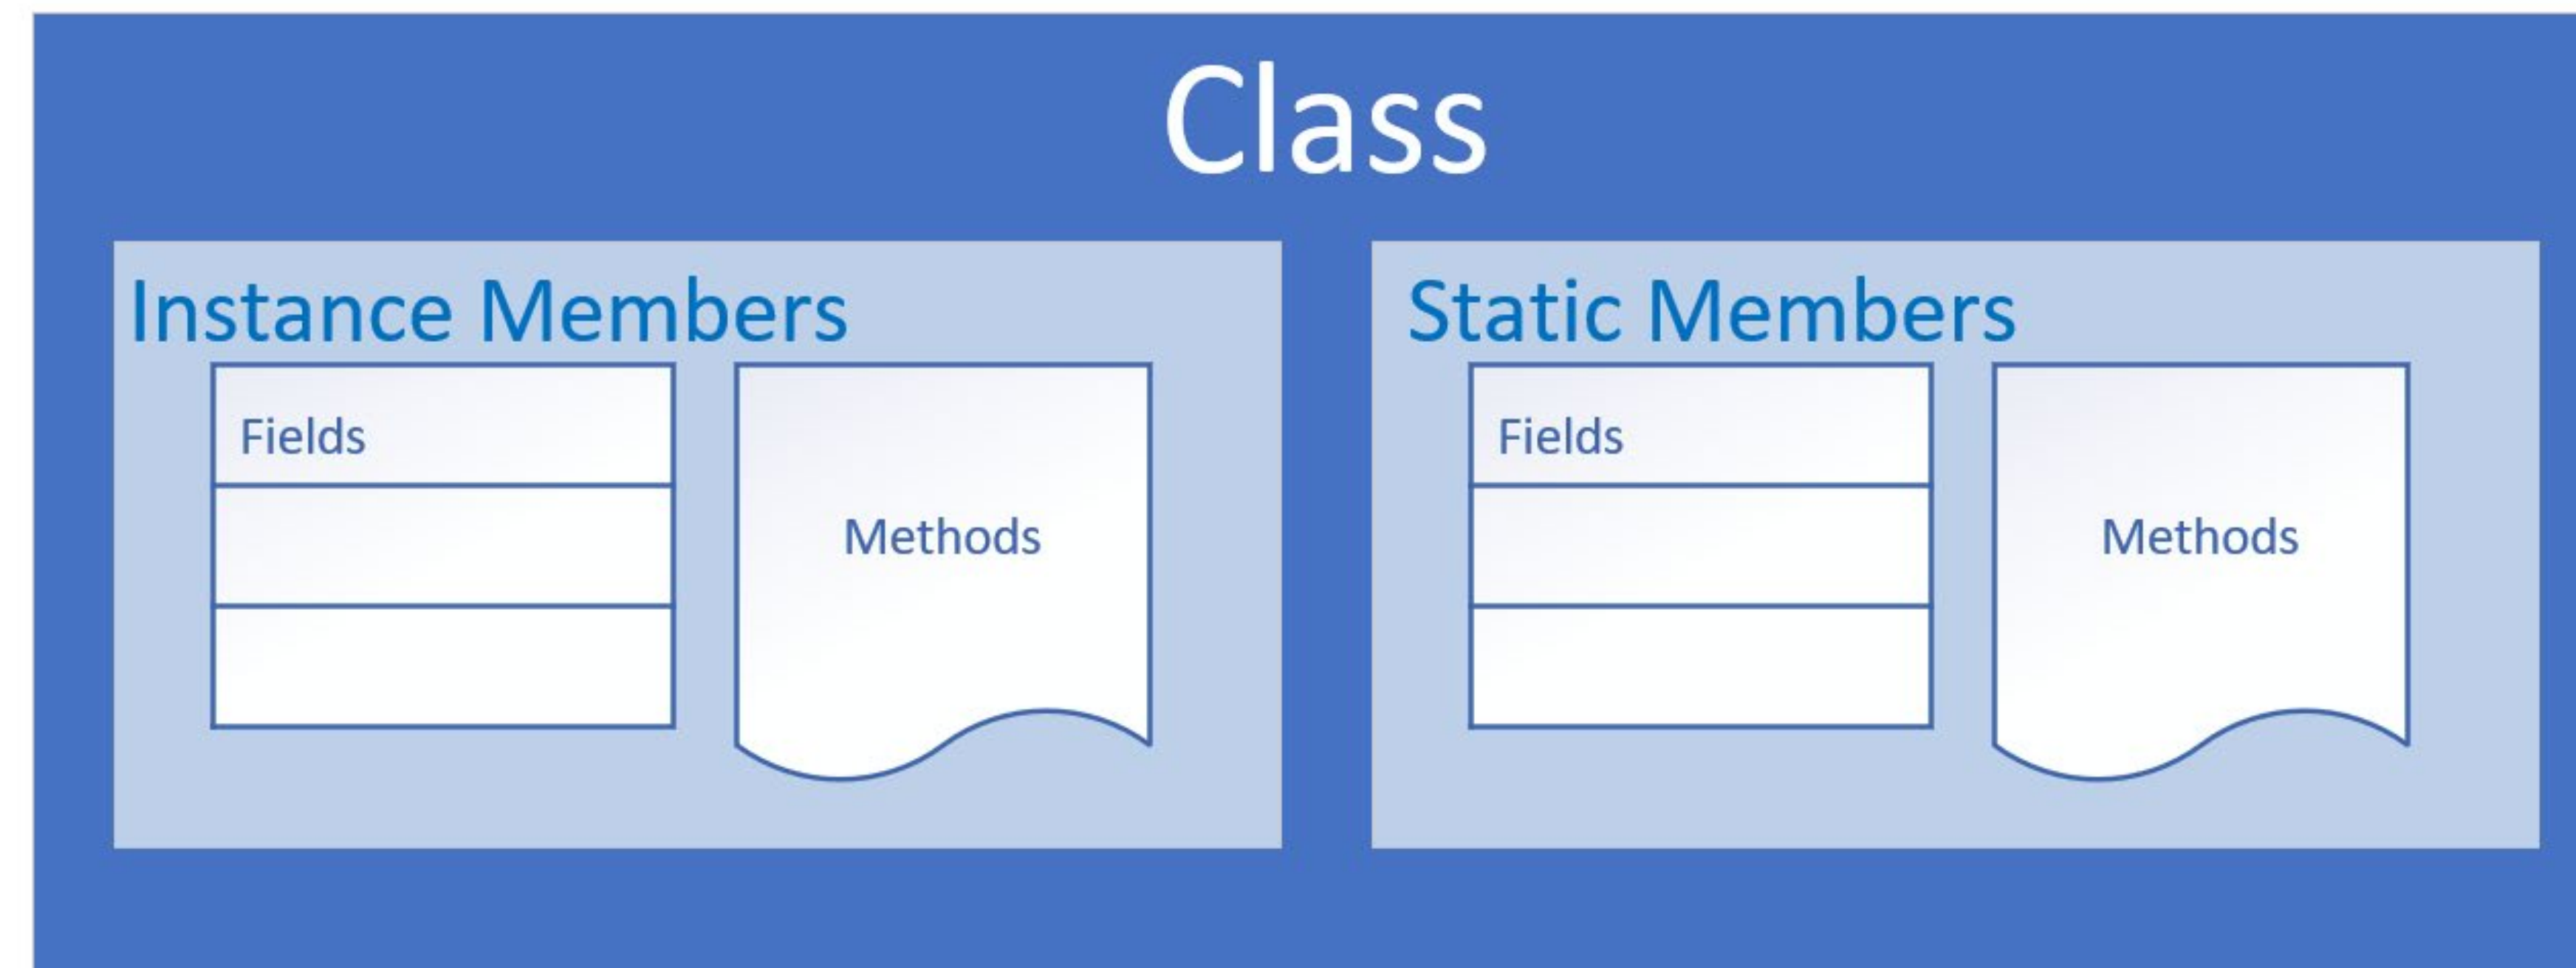 Class
Instance Members
Fields
Methods
Static Members
Fields
Methods